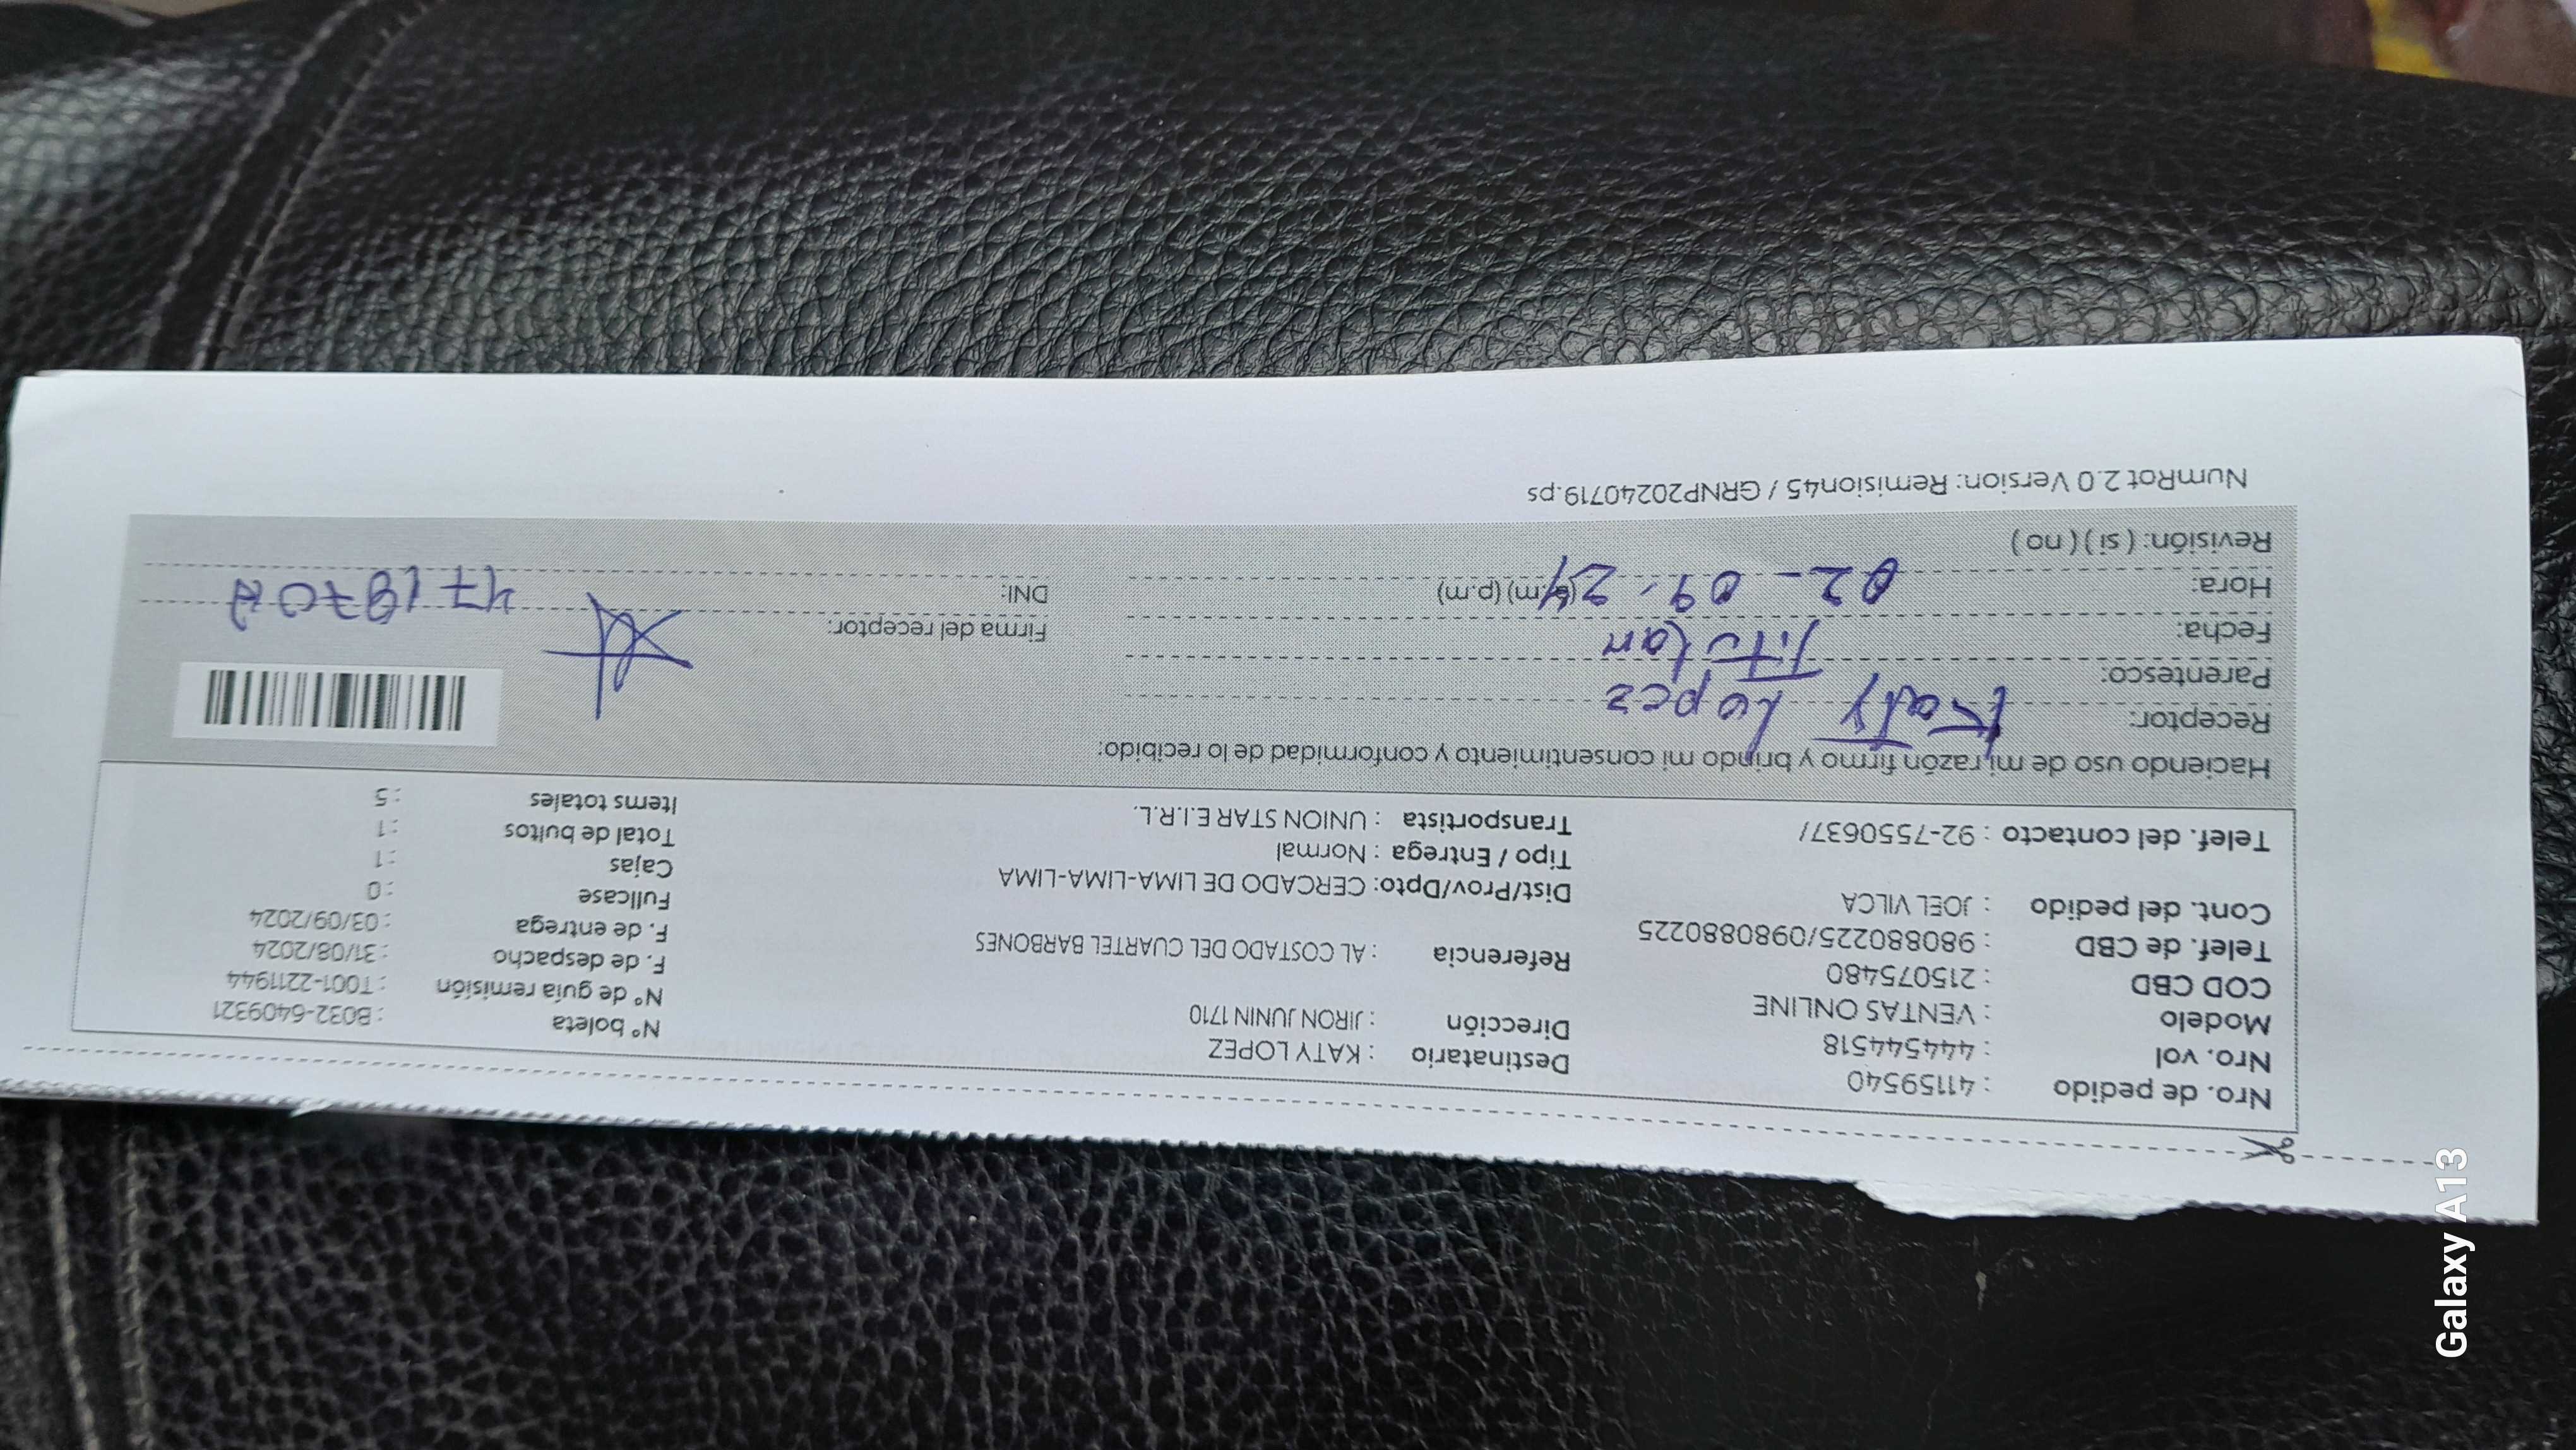 Nro. de pedido : 41159540
Nro. vol : 444544518
Modelo : VENTAS ONLINE
COD CBD : 215075480
Telef. de CBD : 980880225/0980880225
Cont. del pedido : JOEL VILCA
Telef. del contacto : 92-7550637/
Destinatario : KATY LOPEZ
Dirección : JIRON JUNIN 1710
Referencia : AL COSTADO DEL CUARTEL BARBONES
Dist/Prov/Dpto: CERCADO DE LIMA-LIMA-LIMA
Tipo / Entrega : Normal
Transportista : UNION STAR E.I.R.L.
N° boleta : B032-6409321
N° de guía remisión : T001-2211944
F. de despacho : 31/08/2024
F. de entrega : 03/09/2024
Fullcase : 0
Cajas : 1
Total de bultos : 1
Items totales : 5
Haciendo uso de mi razón firmo y brindo mi consentimiento y conformidad de lo recibido:
Receptor: Katy Lopez
Parentesco: Titular
Fecha:
Hora: 02-09-24 (a.m) (p.m)
Revisión: ( si ) ( no )
Firma del receptor:
DNI:
NumRot 2.0 Version: Remision45 / GRNP20240719.ps
Galaxy A13